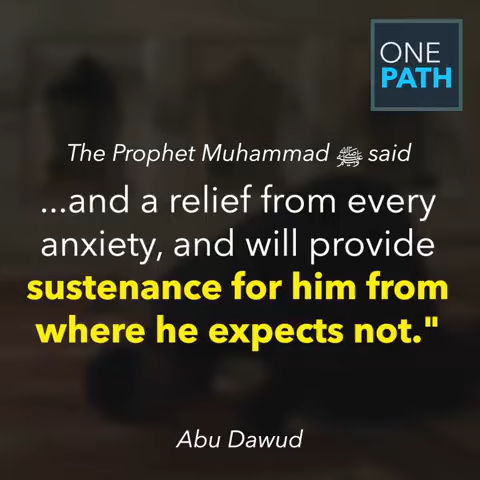 ONE
PATH
The Prophet Muhammad ﷺ said
...and a relief from every
anxiety, and will provide
sustenance for him from
where he expects not."
Abu Dawud